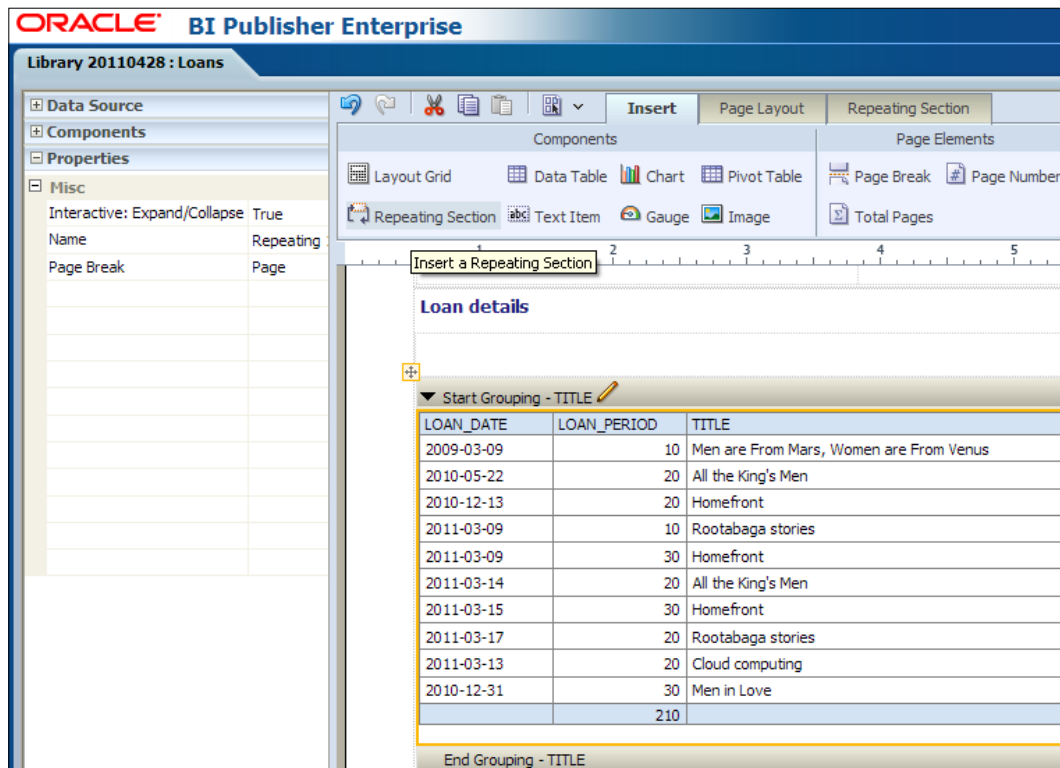 ORACLE BI Publisher Enterprise
Library 20110428 : Loans
Data Source
Components
Properties
Misc
Interactive: Expand/Collapse True
Name Repeating
Page Break Page
Insert Page Layout Repeating Section
Components Page Elements
Layout Grid Data Table Chart Pivot Table Page Break # Page Number
Repeating Section abc Text Item Gauge Image Σ Total Pages
Insert a Repeating Section
1 2 3 4 5
Loan details
Start Grouping - TITLE
LOAN_DATE LOAN_PERIOD TITLE
2009-03-09 10 Men are From Mars, Women are From Venus
2010-05-22 20 All the King's Men
2010-12-13 20 Homefront
2011-03-09 10 Rootabaga stories
2011-03-09 30 Homefront
2011-03-14 20 All the King's Men
2011-03-15 30 Homefront
2011-03-17 20 Rootabaga stories
2011-03-13 20 Cloud computing
2010-12-31 30 Men in Love
210
End Grouping - TITLE